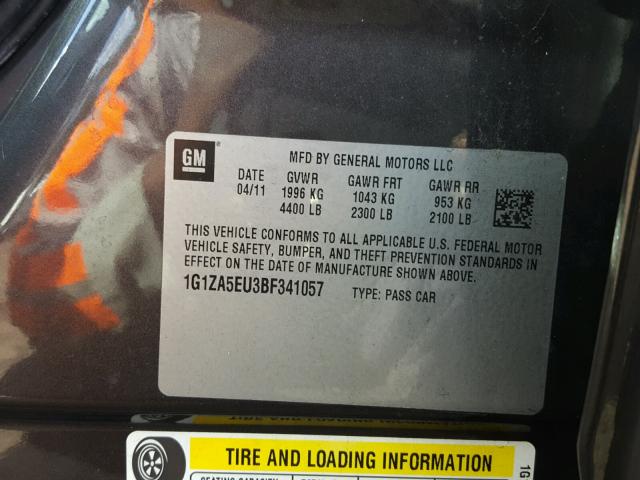 GM
MFD BY GENERAL MOTORS LLC
DATE GVWR GAWR FRT GAWR RR
04/11 1996 KG 1043 KG 953 KG
4400 LB 2300 LB 2100 LB
THIS VEHICLE CONFORMS TO ALL APPLICABLE U.S. FEDERAL MOTOR
VEHICLE SAFETY, BUMPER, AND THEFT PREVENTION STANDARDS IN
EFFECT ON THE DATE OF MANUFACTURE SHOWN ABOVE.
1G1ZA5EU3BF341057 TYPE: PASS CAR
TIRE AND LOADING INFORMATION
SEATING CAPACITY
1G